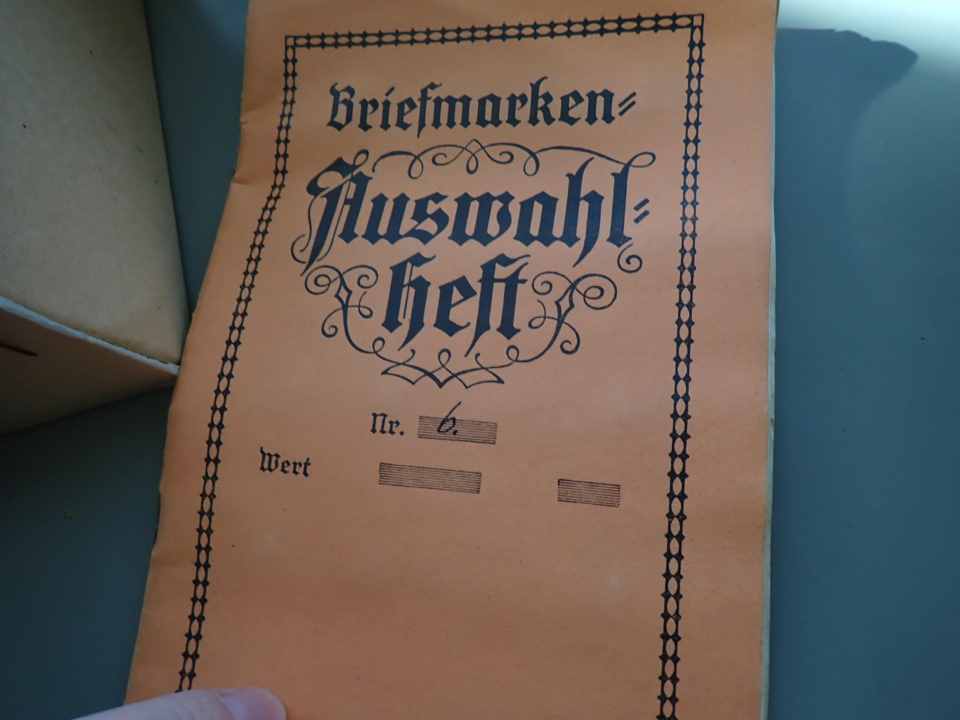 Briefmarken-
Auswahl-
heft
Nr. 6.
Wert